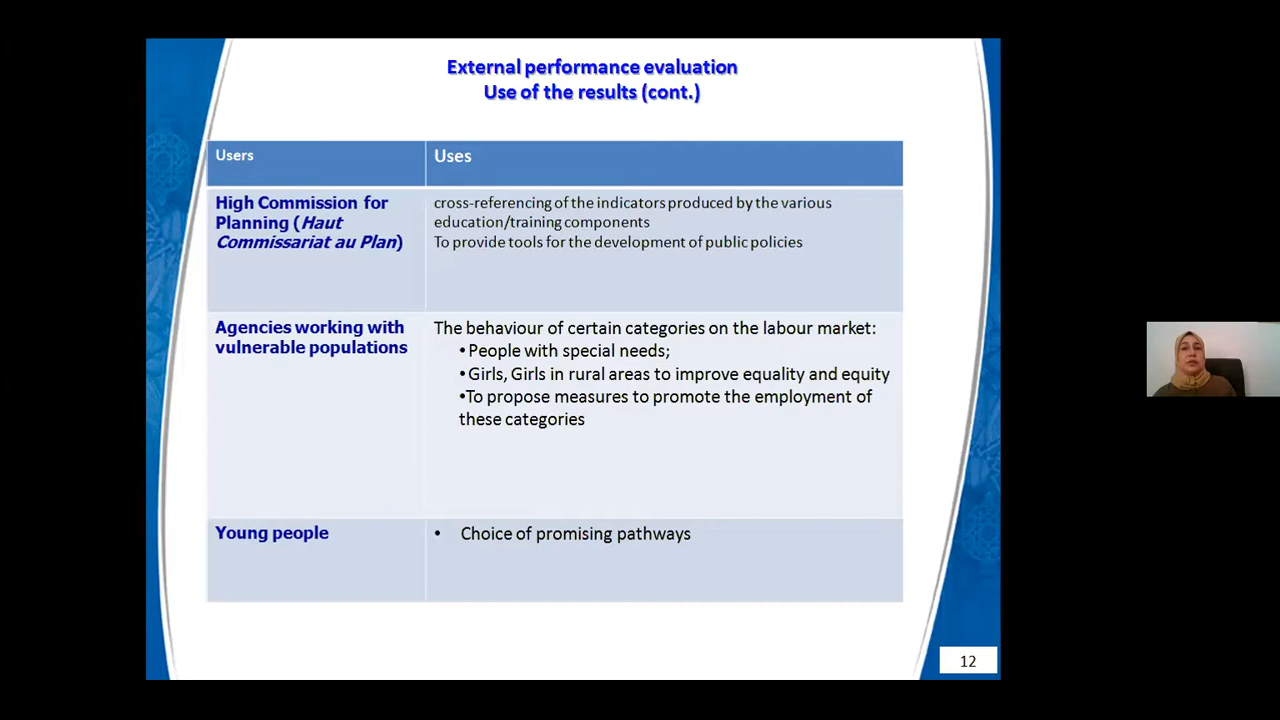 External performance evaluation
Use of the results (cont.)
Users
Uses
High Commission for
Planning (Haut
Commissariat au Plan)
cross-referencing of the indicators produced by the various
education/training components
To provide tools for the development of public policies
Agencies working with
vulnerable populations
The behaviour of certain categories on the labour market:
•People with special needs;
•Girls, Girls in rural areas to improve equality and equity
•To propose measures to promote the employment of
these categories
Young people
• Choice of promising pathways
12